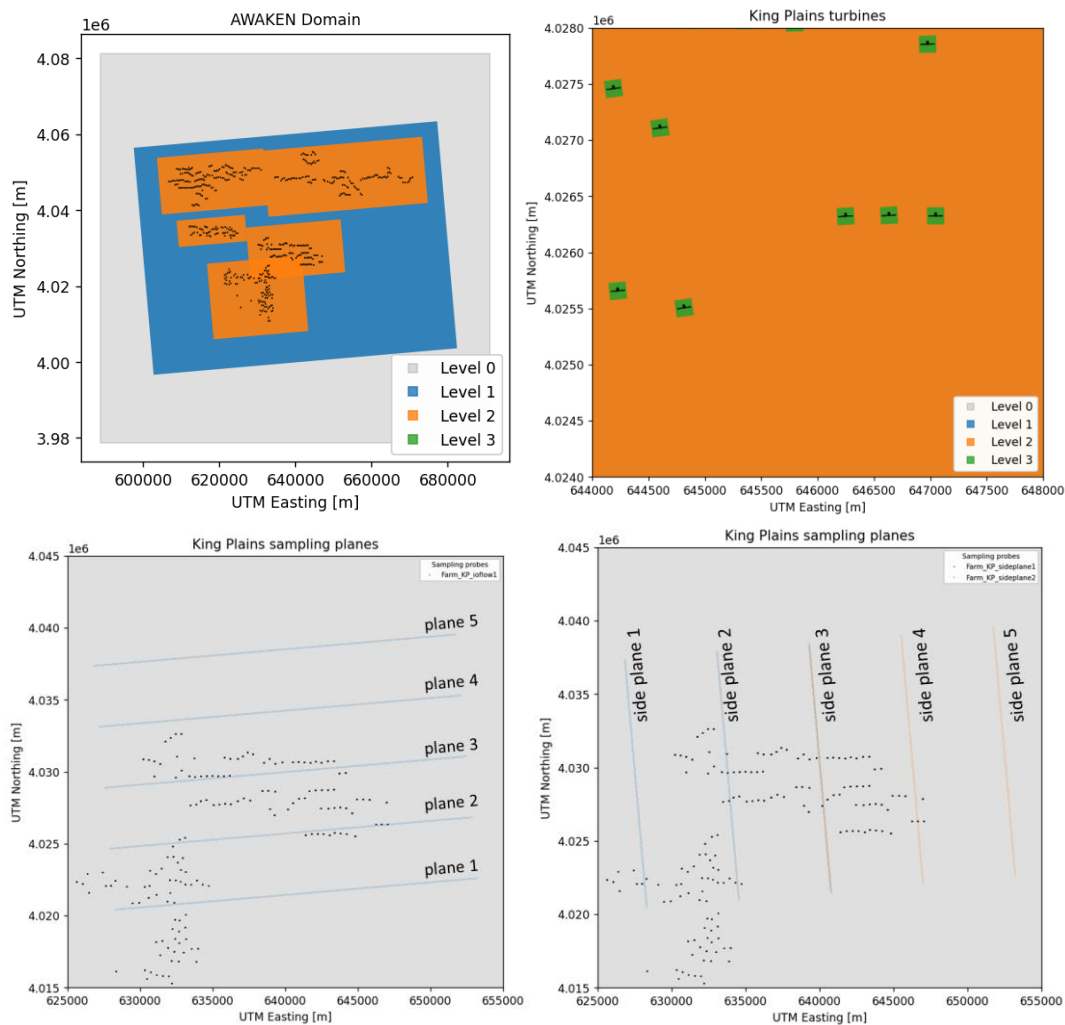 AWAKEN Domain
1e6
4.08
4.06
4.04
4.02
4.00
3.98
UTM Northing [m]
600000 620000 640000 660000 680000
UTM Easting [m]
Level 0
Level 1
Level 2
Level 3
King Plains turbines
1e6
4.0280
4.0275
4.0270
4.0265
4.0260
4.0255
4.0250
4.0245
4.0240
UTM Northing [m]
644000 644500 645000 645500 646000 646500 647000 647500 648000
UTM Easting [m]
Level 0
Level 1
Level 2
Level 3
King Plains sampling planes
1e6
4.045
4.040
4.035
4.030
4.025
4.020
4.015
UTM Northing [m]
Sampling probes
Farm_KP_ioflow1
plane 5
plane 4
plane 3
plane 2
plane 1
625000 630000 635000 640000 645000 650000 655000
UTM Easting [m]
King Plains sampling planes
1e6
4.045
4.040
4.035
4.030
4.025
4.020
4.015
UTM Northing [m]
Sampling probes
Farm_KP_sideplane1
Farm_KP_sideplane2
side plane 1
side plane 2
side plane 3
side plane 4
side plane 5
625000 630000 635000 640000 645000 650000 655000
UTM Easting [m]